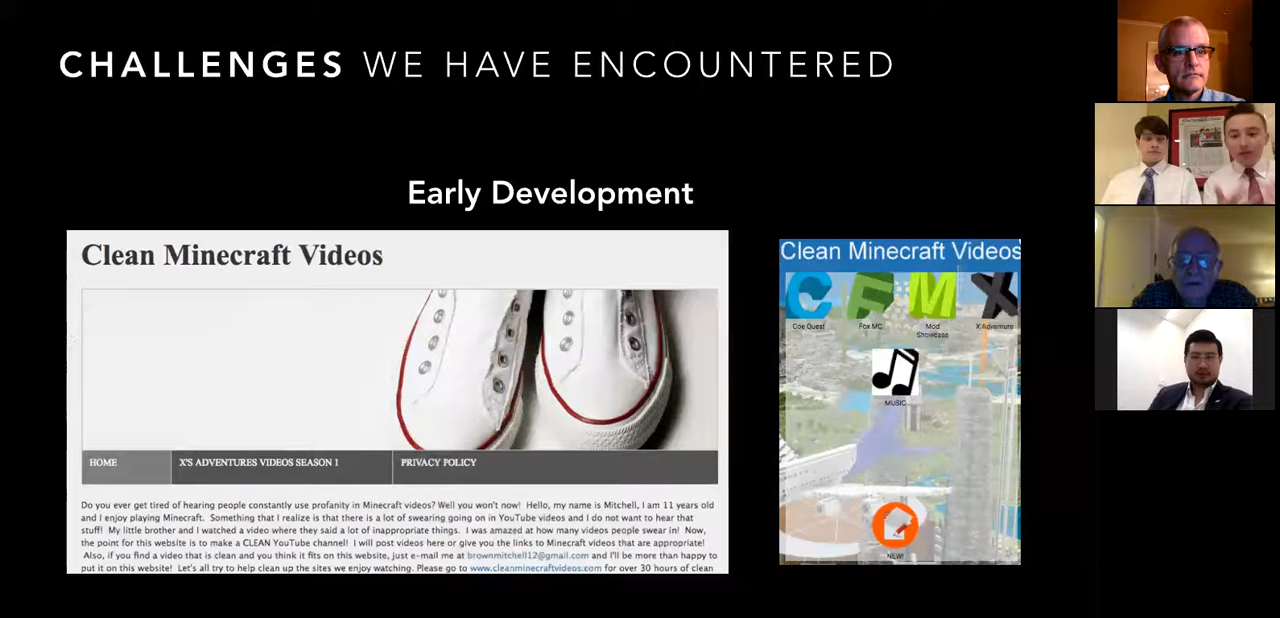 CHALLENGES WE HAVE ENCOUNTERED
Early Development
Clean Minecraft Videos
HOME
X'S ADVENTURES VIDEOS SEASON 1
PRIVACY POLICY
Do you ever get tired of hearing people constantly use profanity in Minecraft videos? Well you won't now! Hello, my name is Mitchell, I am 11 years old
and I enjoy playing Minecraft. Something that I realize is that there is a lot of swearing going on in YouTube videos and I do not want to hear that
stuff! My little brother and I watched a video where they said a lot of inappropriate things. I was amazed at how many videos people swear in! Now,
the point for this website is to make a CLEAN YouTube channel! I will post videos here or give you the links to Minecraft videos that are appropriate!
Also, if you find a video that is clean and you think it fits on this website, just e-mail me at brownmitchell12@gmail.com and I'll be more than happy to
put it on this website! Let's all try to help clean up the sites we enjoy watching. Please go to www.cleanminecraftvideos.com for over 30 hours of clean
Clean Minecraft Videos
C F M X
Coe Quest
Fox MC
Mod
Showcase
X Adventure
MUSIC
NEW!